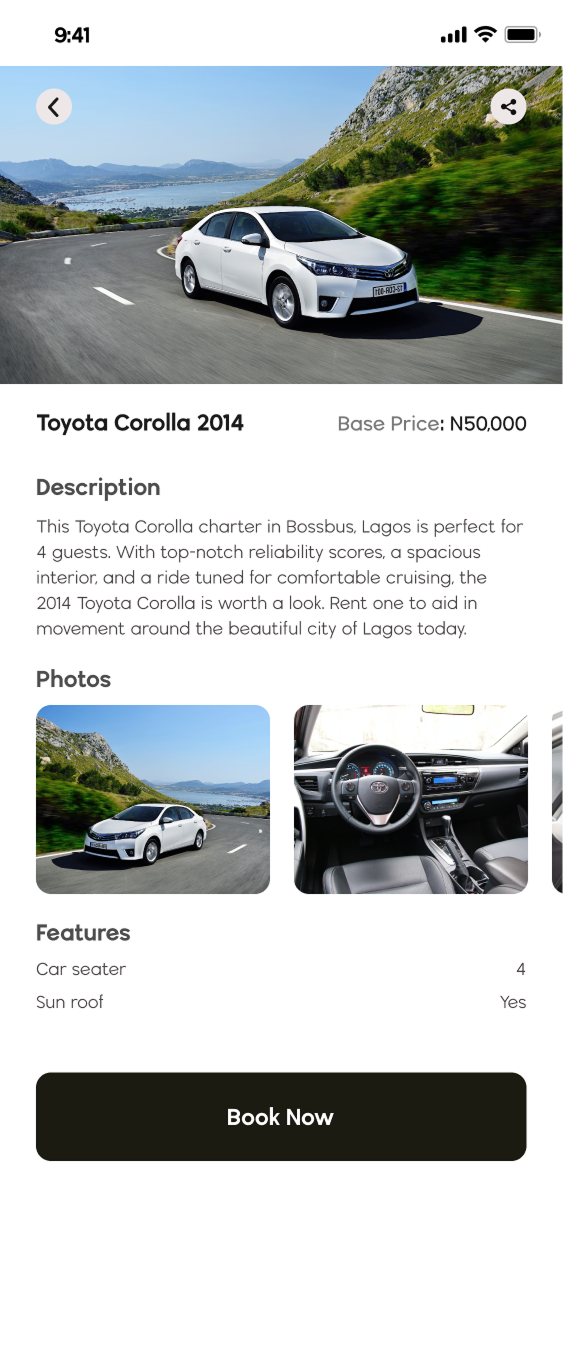 9:41
Toyota Corolla 2014
Base Price: N50,000
Description
This Toyota Corolla charter in Bossbus, Lagos is perfect for
4 guests. With top-notch reliability scores, a spacious
interior, and a ride tuned for comfortable cruising, the
2014 Toyota Corolla is worth a look. Rent one to aid in
movement around the beautiful city of Lagos today.
Photos
Features
Car seater 4
Sun roof Yes
Book Now